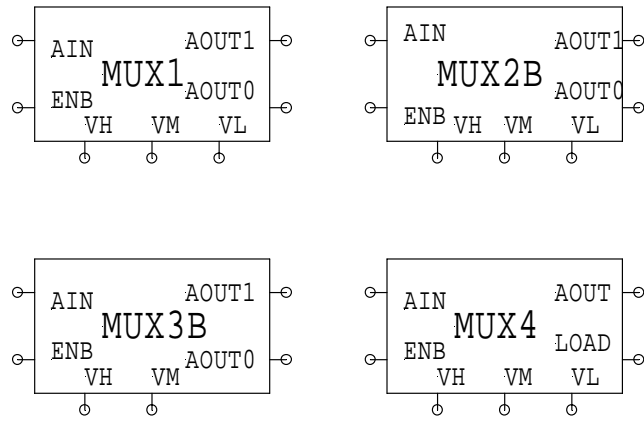 AIN AOUT1
MUX1
ENB AOUT0
VH VM VL
AIN AOUT1
MUX2B
AOUT0
ENB VH VM VL
AIN AOUT1
MUX3B
ENB AOUT0
VH VM
AIN AOUT
MUX4
ENB LOAD
VH VM VL